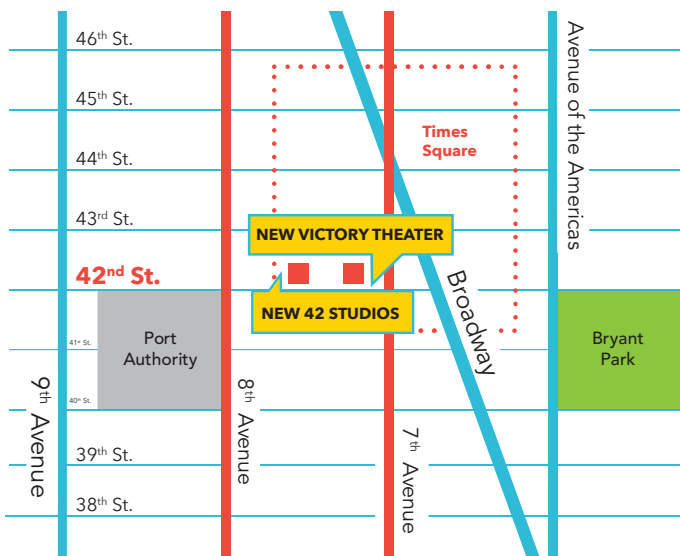 46th St.
45th St.
44th St.
43rd St.
42nd St.
41st St.
40th St.
39th St.
38th St.
Times
Square
NEW VICTORY THEATER
NEW 42 STUDIOS
Port
Authority
Bryant
Park
9th Avenue
8th Avenue
7th Avenue
Broadway
Avenue of the Americas